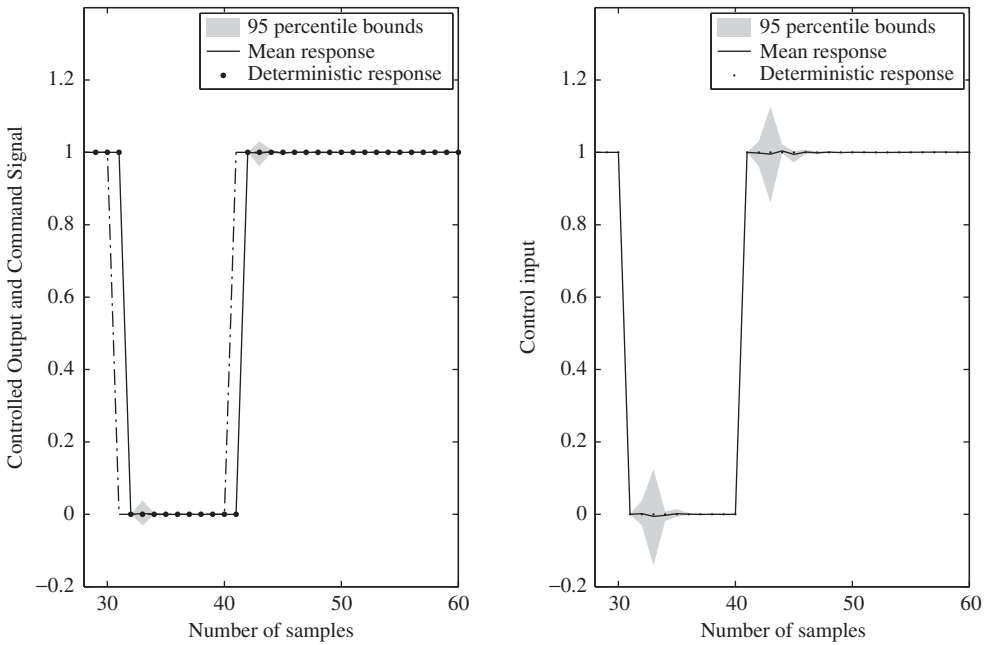 95 percentile bounds
Mean response
Deterministic response
Controlled Output and Command Signal
1.2
1
0.8
0.6
0.4
0.2
0
−0.2
30
40
50
60
Number of samples
95 percentile bounds
Mean response
Deterministic response
Control input
1.2
1
0.8
0.6
0.4
0.2
0
−0.2
30
40
50
60
Number of samples